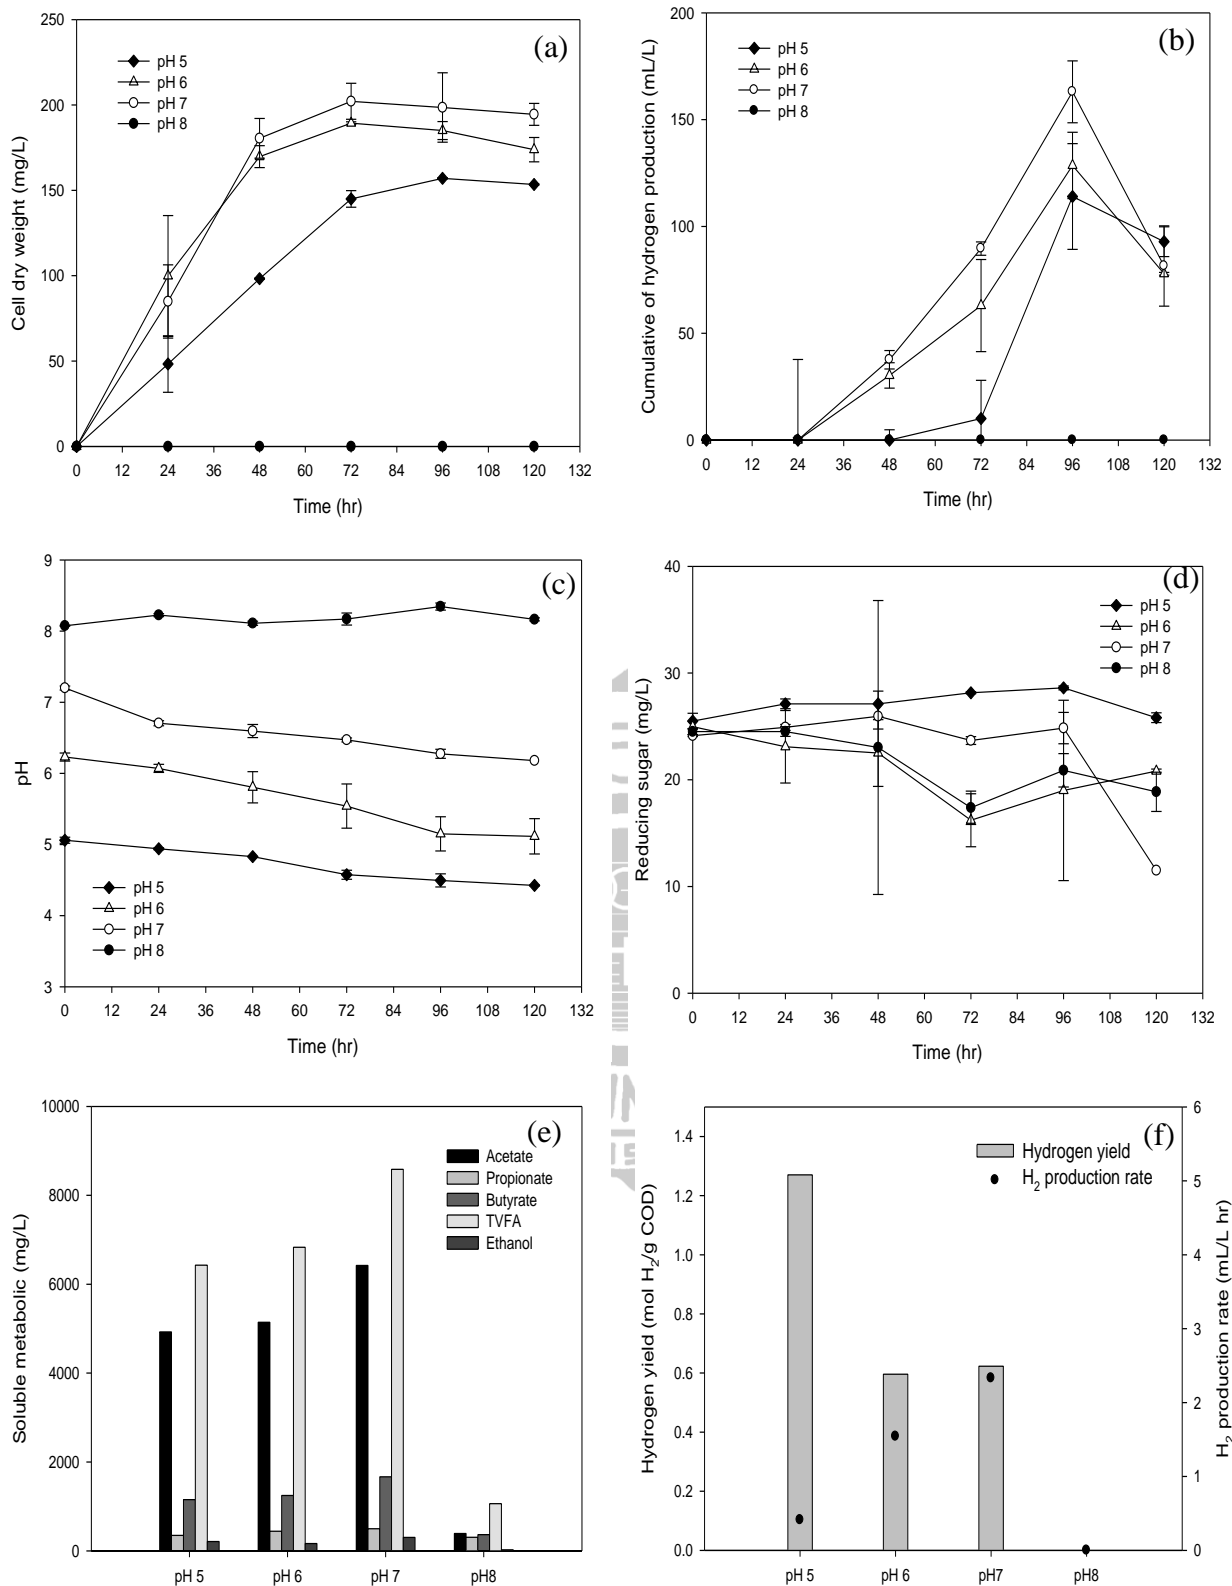 (a)
250
200
150
100
50
0
pH 5
pH 6
pH 7
pH 8
Cell dry weight (mg/L)
0 12 24 36 48 60 72 84 96 108 120 132
Time (hr)
(b)
200
150
100
50
0
pH 5
pH 6
pH 7
pH 8
Cumulative of hydrogen production (mL/L)
0 12 24 36 48 60 72 84 96 108 120 132
Time (hr)
(c)
9
8
7
6
5
4
3
pH
pH 5
pH 6
pH 7
pH 8
0 12 24 36 48 60 72 84 96 108 120 132
Time (hr)
(d)
40
30
20
10
0
pH 5
pH 6
pH 7
pH 8
Reducing sugar (mg/L)
0 12 24 36 48 60 72 84 96 108 120 132
Time (hr)
(e)
10000
8000
6000
4000
2000
0
Acetate
Propionate
Butyrate
TVFA
Ethanol
Soluble metabolic (mg/L)
pH 5 pH 6 pH 7 pH8
(f)
1.4
1.2
1.0
0.8
0.6
0.4
0.2
0.0
Hydrogen yield
H2 production rate
Hydrogen yield (mol H2/g COD)
6
5
4
3
2
1
0
H2 production rate (mL/L hr)
pH 5 pH 6 pH7 pH8